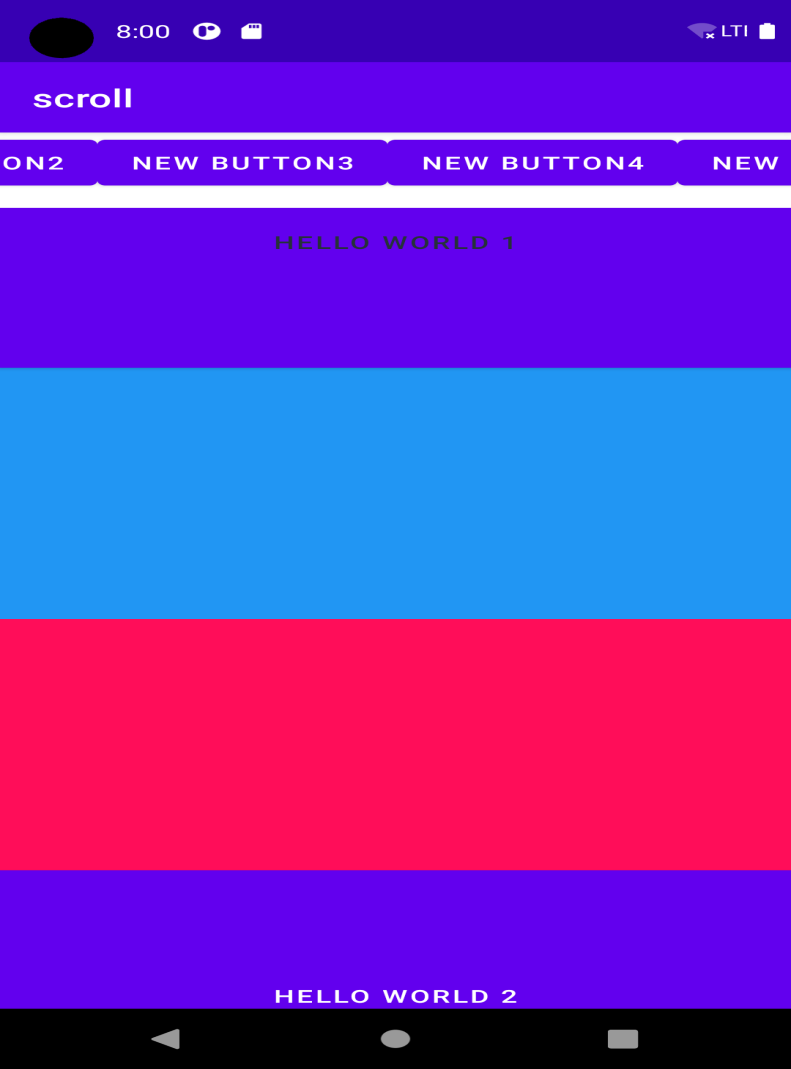 8:00 LTI
scroll
ON2 NEW BUTTON3 NEW BUTTON4 NEW
HELLO WORLD 1
HELLO WORLD 2